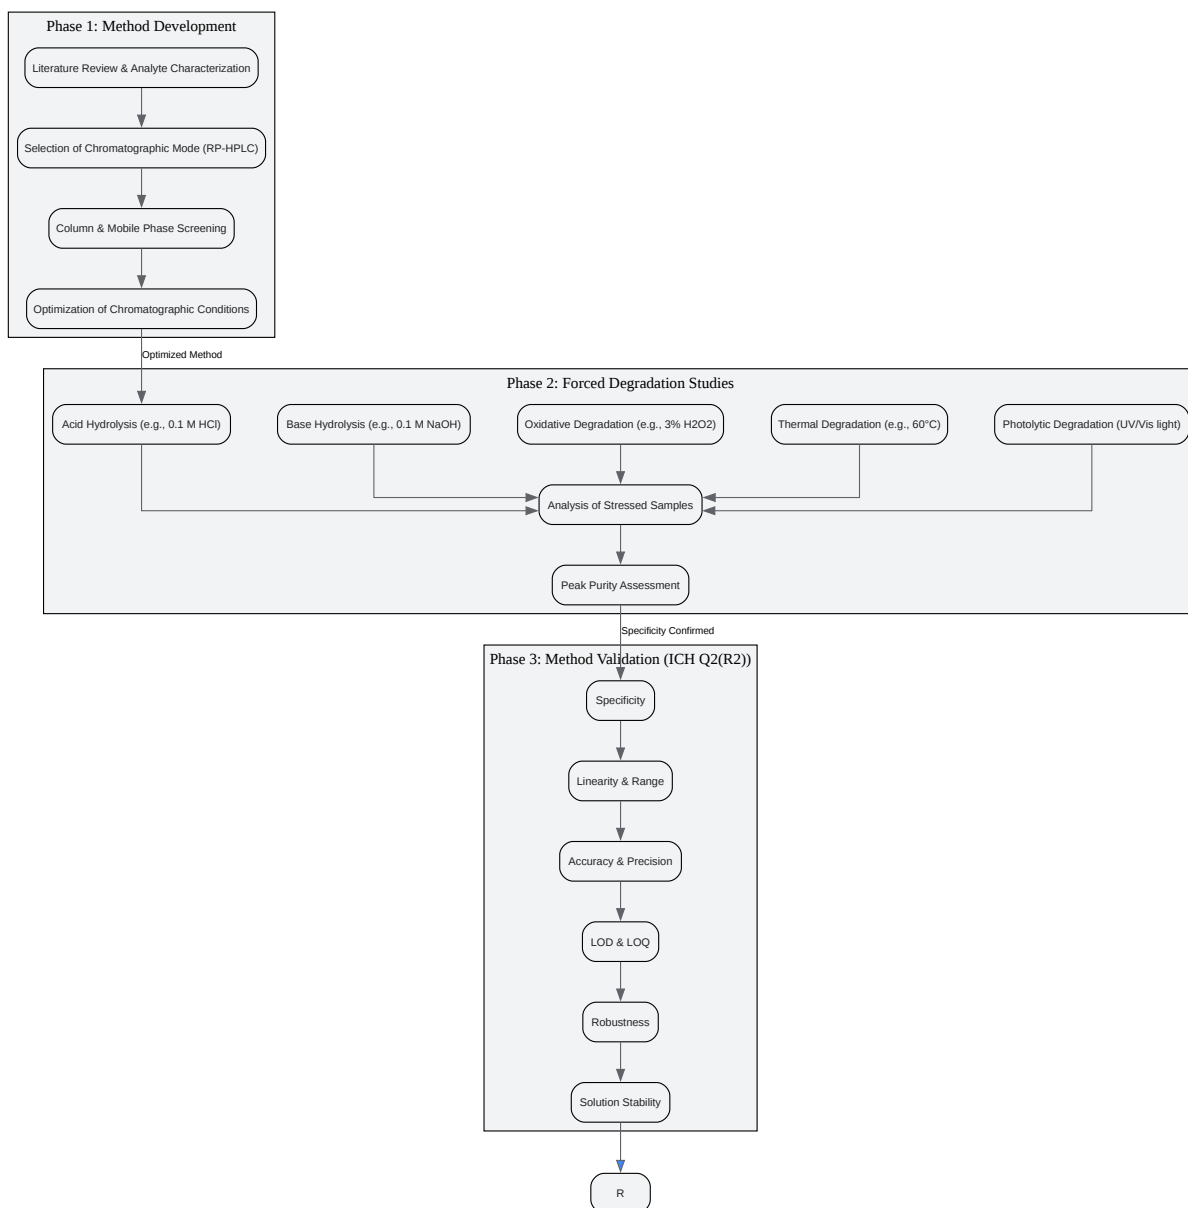 Phase 1: Method Development
Literature Review & Analyte Characterization
Selection of Chromatographic Mode (RP-HPLC)
Column & Mobile Phase Screening
Optimization of Chromatographic Conditions
Optimized Method
Phase 2: Forced Degradation Studies
Acid Hydrolysis (e.g., 0.1 M HCl)
Base Hydrolysis (e.g., 0.1 M NaOH)
Oxidative Degradation (e.g., 3% H2O2)
Thermal Degradation (e.g., 60°C)
Photolytic Degradation (UV/Vis light)
Analysis of Stressed Samples
Peak Purity Assessment
Specificity Confirmed
Phase 3: Method Validation (ICH Q2(R2))
Specificity
Linearity & Range
Accuracy & Precision
LOD & LOQ
Robustness
Solution Stability
R